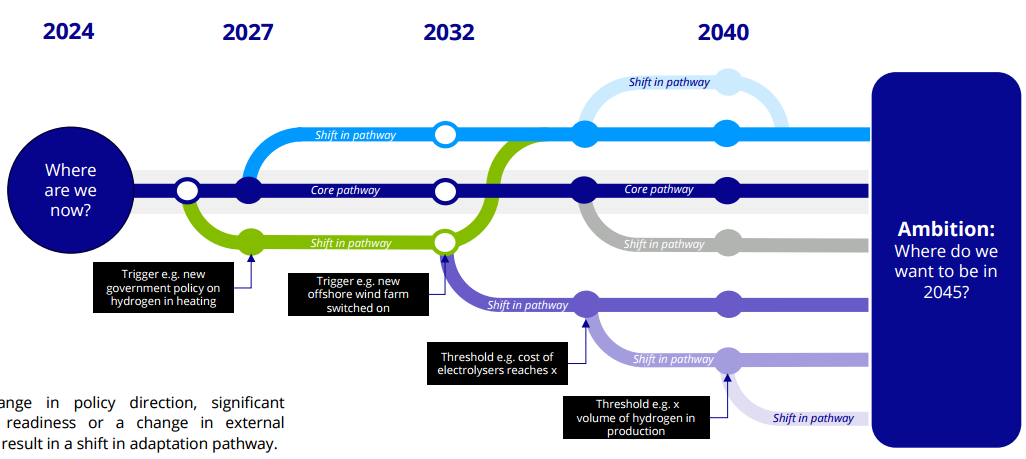 2024
2027
2032
2040
Shift in pathway
Shift in pathway
Where
are we
now?
Core pathway
Core pathway
Shift in pathway
Shift in pathway
Ambition:
Where do we
want to be in
2045?
Trigger e.g. new
government policy on
hydrogen in heating
Trigger e.g. new
offshore wind farm
switched on
Shift in pathway
Threshold e.g. cost of
electrolysers reaches x
Shift in pathway
Threshold e.g. x
volume of hydrogen in
production
Shift in pathway
ange in policy direction, significant
readiness or a change in external
result in a shift in adaptation pathway.